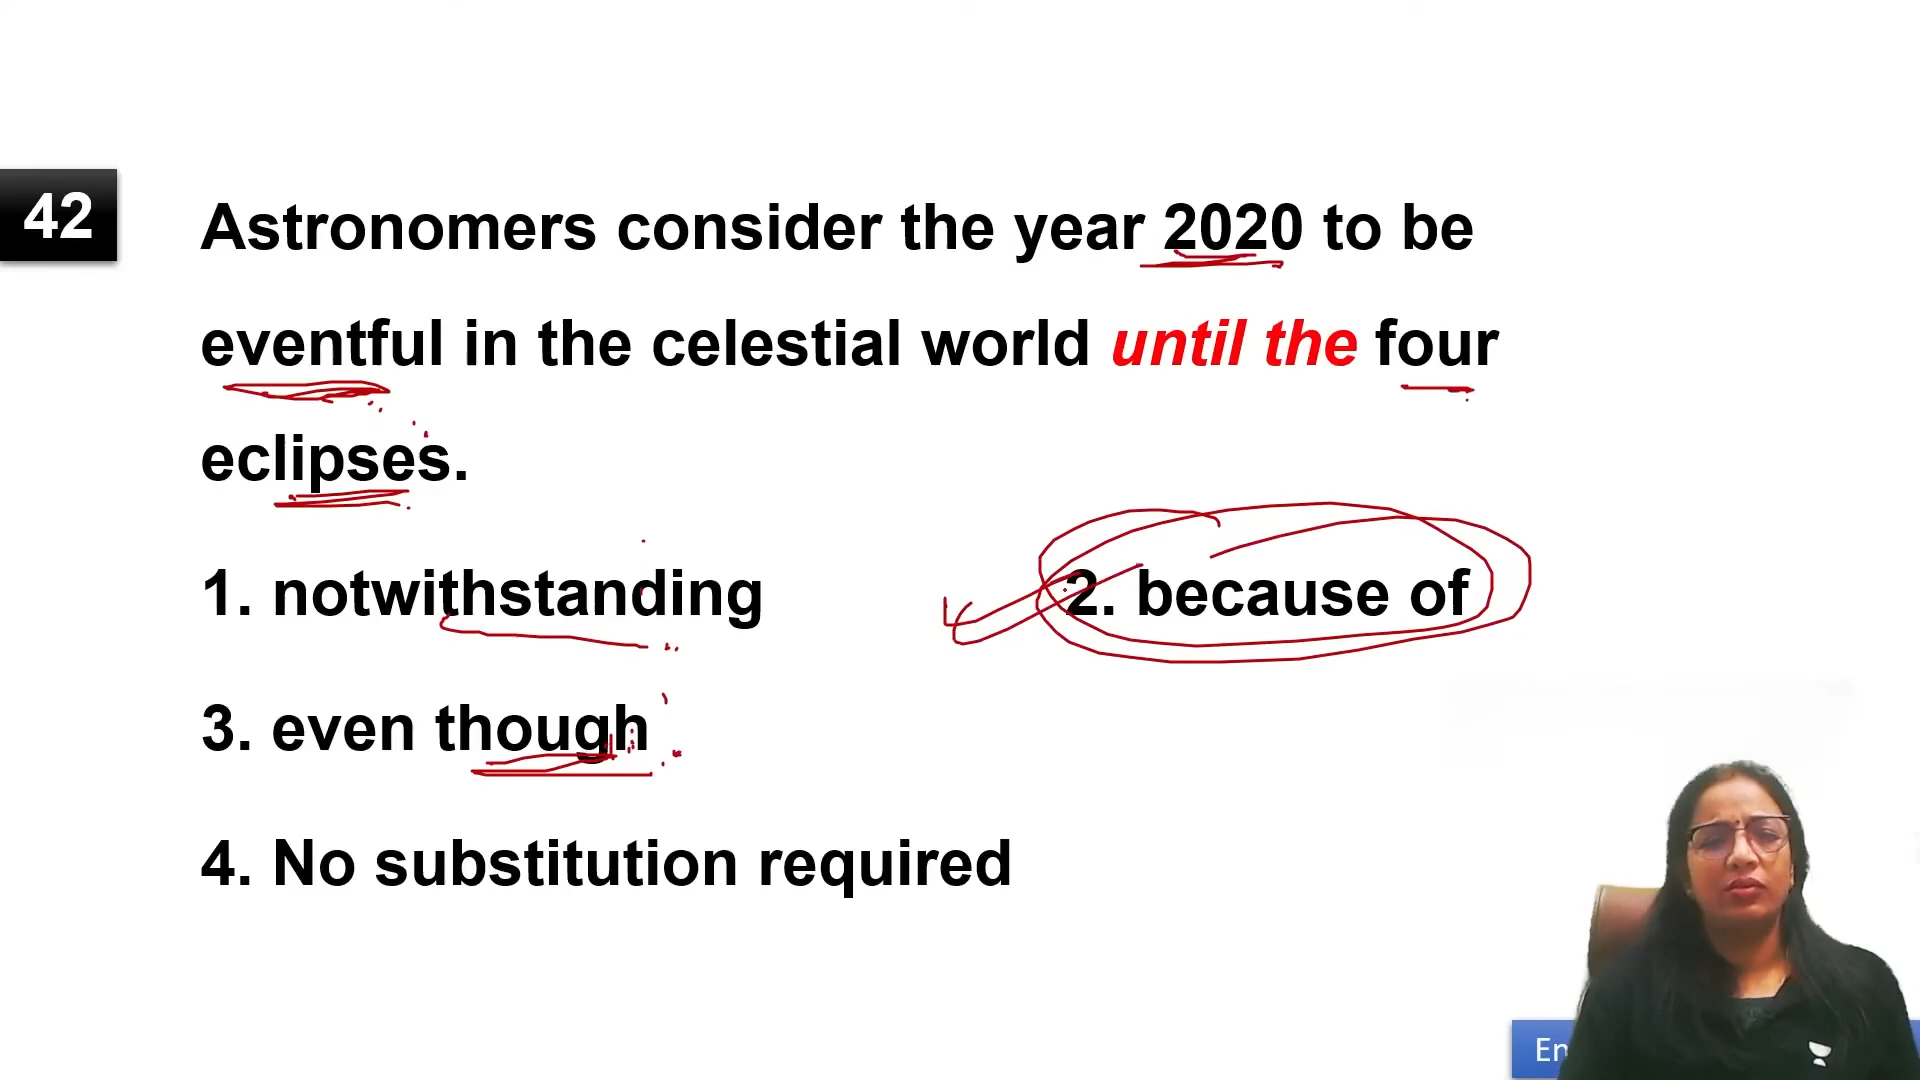 42
Astronomers consider the year 2020 to be
eventful in the celestial world until the four
eclipses.
1. notwithstanding
2. because of
3. even though
4. No substitution required